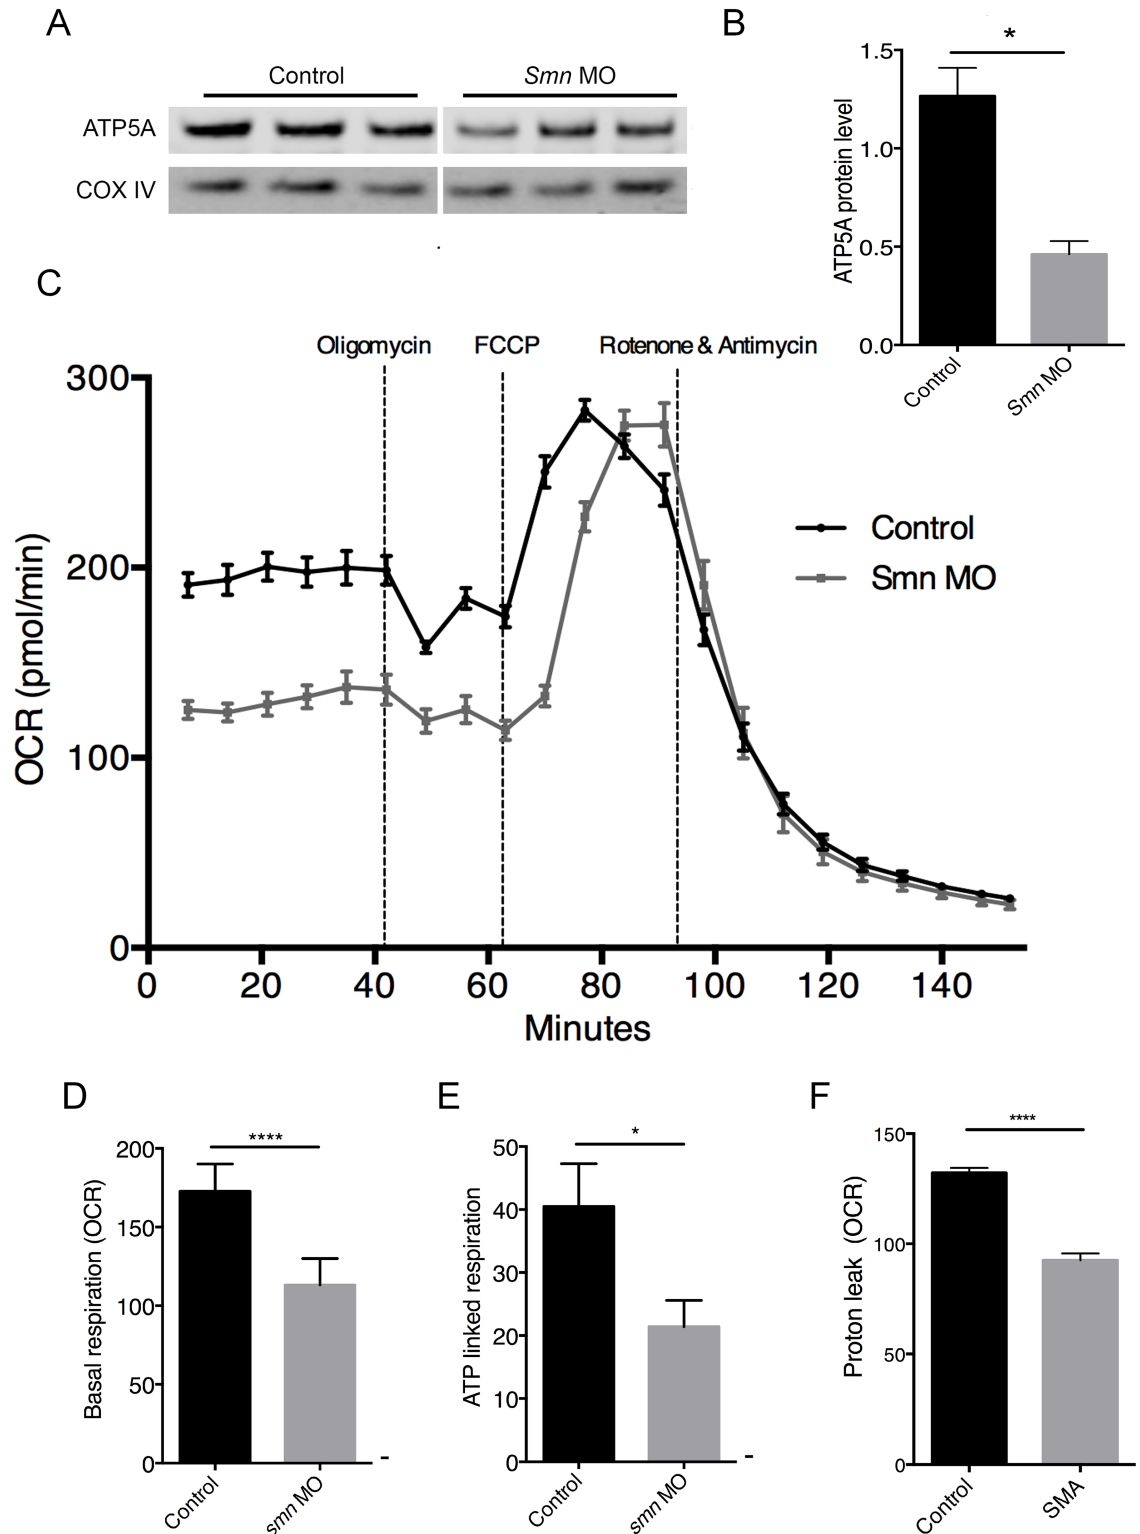 A
Control
Smn MO
ATP5A
COX IV
B
*
1.5
1.0
0.5
0.0
ATP5A protein level
Control
Smn MO
C
Oligomycin
FCCP
Rotenone & Antimycin
300
200
100
0
OCR (pmol/min)
Control
Smn MO
0 20 40 60 80 100 120 140
Minutes
D
****
200
150
100
50
0
Basal respiration (OCR)
Control
smn MO
E
*
50
40
30
20
10
0
ATP linked respiration
Control
smn MO
F
****
150
100
50
0
Proton leak (OCR)
Control
SMA